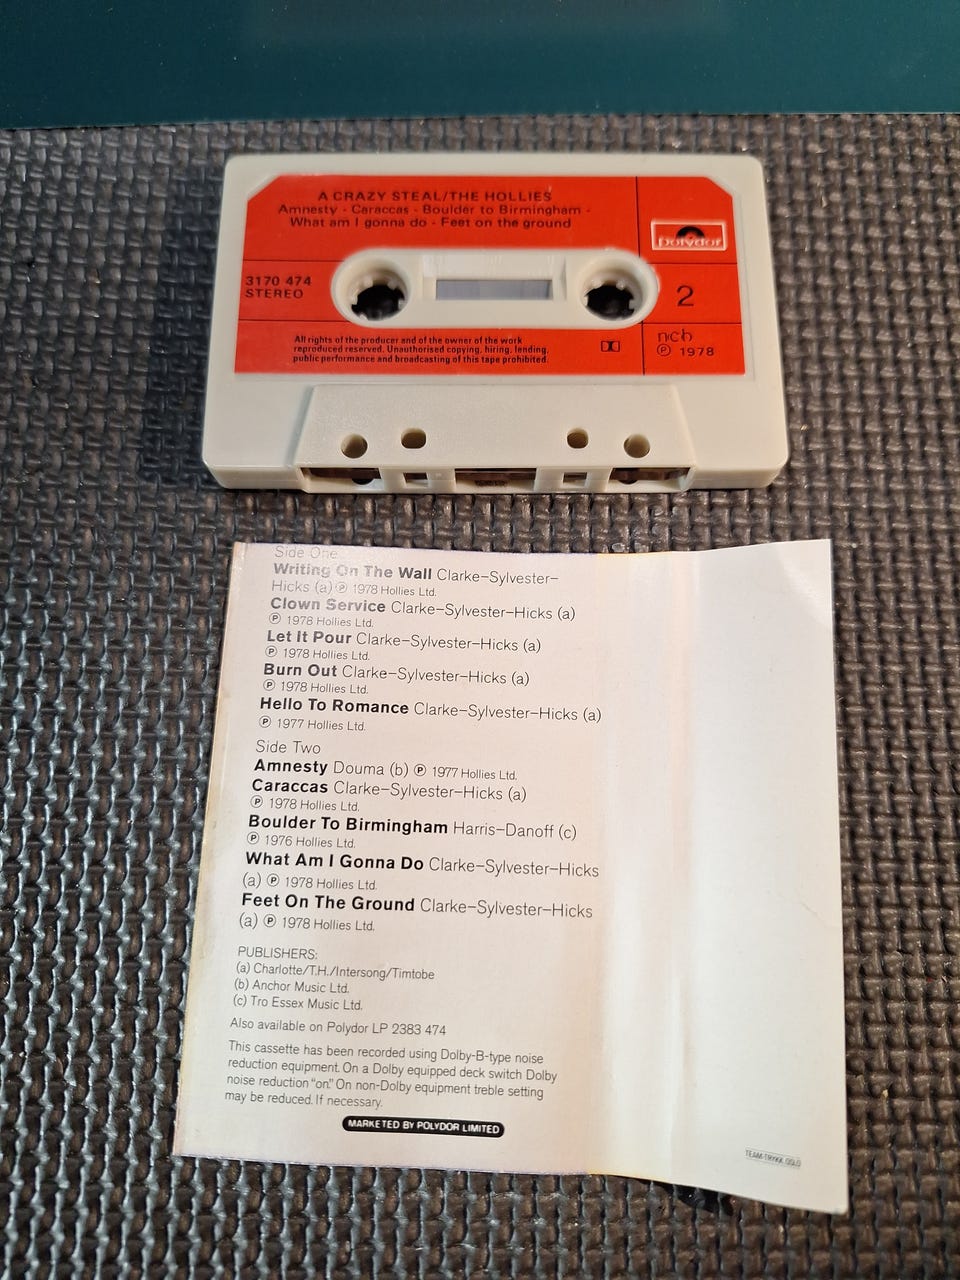 A CRAZY STEAL/THE HOLLIES
Amnesty - Caraccas - Boulder to Birmingham -
What am I gonna do - Feet on the ground
polydor
3170 474
STEREO
2
All rights of the producer and of the owner of the work
reproduced reserved. Unauthorised copying, hiring, lending,
public performance and broadcasting of this tape prohibited.
ncb
℗ 1978
Side One
Writing On The Wall Clarke–Sylvester–
Hicks (a) ℗ 1978 Hollies Ltd.
Clown Service Clarke–Sylvester–Hicks (a)
℗ 1978 Hollies Ltd.
Let It Pour Clarke–Sylvester–Hicks (a)
℗ 1978 Hollies Ltd.
Burn Out Clarke–Sylvester–Hicks (a)
℗ 1978 Hollies Ltd.
Hello To Romance Clarke–Sylvester–Hicks (a)
℗ 1977 Hollies Ltd.
Side Two
Amnesty Douma (b) ℗ 1977 Hollies Ltd.
Caraccas Clarke–Sylvester–Hicks (a)
℗ 1978 Hollies Ltd.
Boulder To Birmingham Harris–Danoff (c)
℗ 1976 Hollies Ltd.
What Am I Gonna Do Clarke–Sylvester–Hicks
(a) ℗ 1978 Hollies Ltd.
Feet On The Ground Clarke–Sylvester–Hicks
(a) ℗ 1978 Hollies Ltd.
PUBLISHERS:
(a) Charlotte/T.H./Intersong/Timtobe
(b) Anchor Music Ltd.
(c) Tro Essex Music Ltd.
Also available on Polydor LP 2383 474
This cassette has been recorded using Dolby-B-type noise
reduction equipment. On a Dolby equipped deck switch Dolby
noise reduction "on." On non-Dolby equipment treble setting
may be reduced. If necessary.
MARKETED BY POLYDOR LIMITED
TEAM-TRYKK OSLO